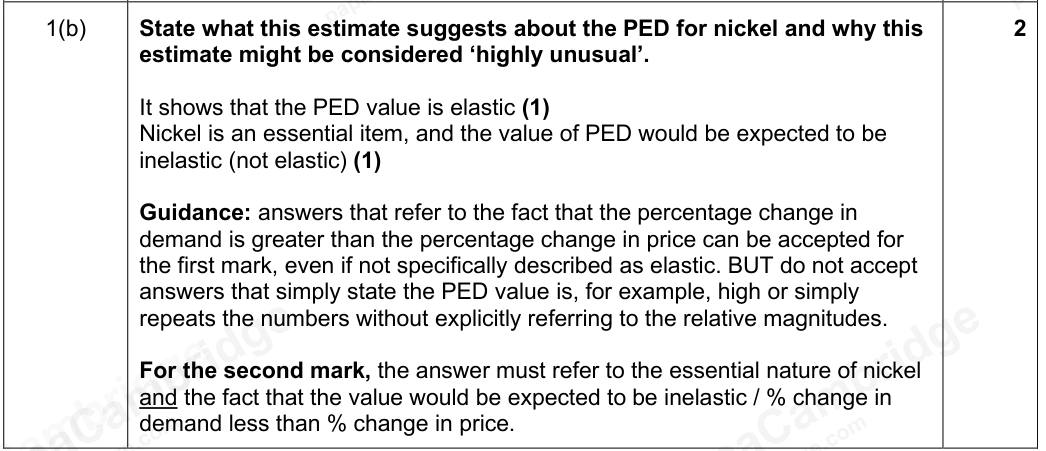 1(b)
State what this estimate suggests about the PED for nickel and why this
2
estimate might be considered ‘highly unusual’.
It shows that the PED value is elastic (1)
Nickel is an essential item, and the value of PED would be expected to be
inelastic (not elastic) (1)
Guidance: answers that refer to the fact that the percentage change in
demand is greater than the percentage change in price can be accepted for
the first mark, even if not specifically described as elastic. BUT do not accept
answers that simply state the PED value is, for example, high or simply
repeats the numbers without explicitly referring to the relative magnitudes.
For the second mark, the answer must refer to the essential nature of nickel
and the fact that the value would be expected to be inelastic / % change in
demand less than % change in price.